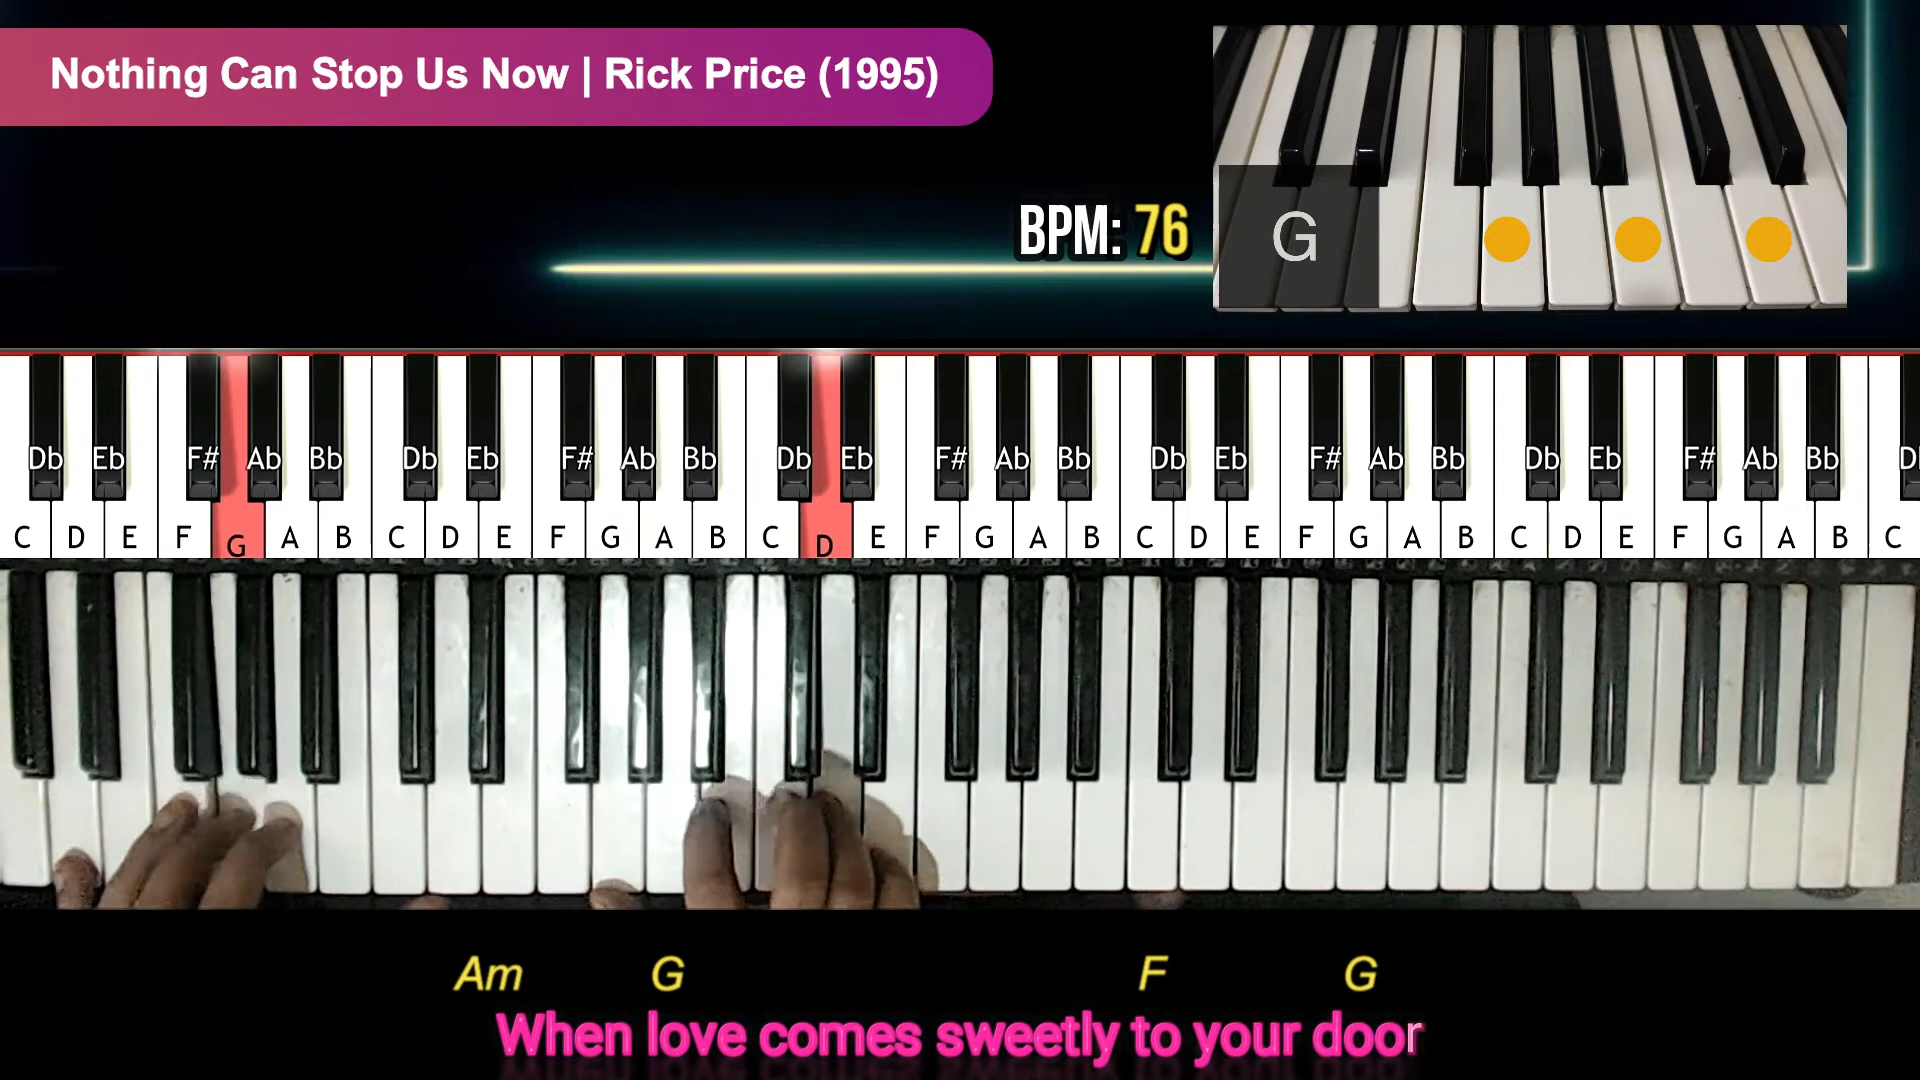 Nothing Can Stop Us Now | Rick Price (1995)
BPM: 76
G
Db Eb F# Ab Bb Db Eb F# Ab Bb Db Eb F# Ab Bb Db Eb F# Ab Bb Db Eb F# Ab Bb D
C D E F G A B C D E F G A B C D E F G A B C D E F G A B C D E F G A B C
Am G F G
When love comes sweetly to your door